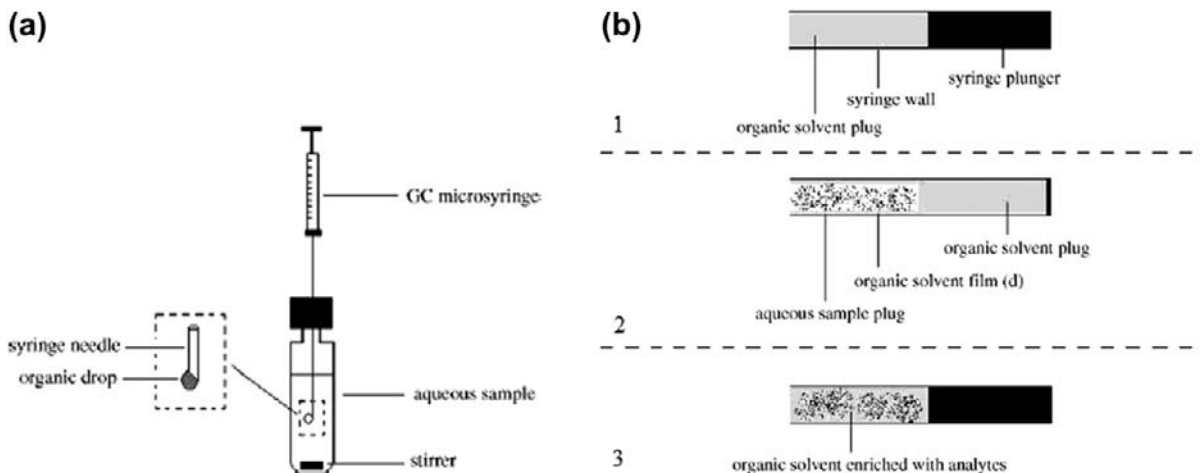 (a)
GC microsyringe
syringe needle
organic drop
aqueous sample
stirrer
(b)
syringe plunger
syringe wall
organic solvent plug
1
organic solvent plug
organic solvent film (d)
aqueous sample plug
2
organic solvent enriched with analytes
3